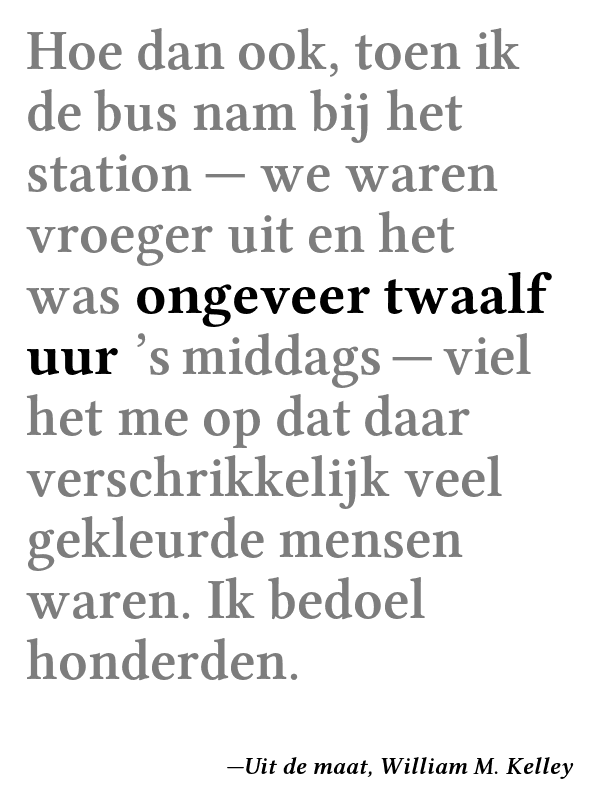 Hoe dan ook, toen ik
de bus nam bij het
station — we waren
vroeger uit en het
was ongeveer twaalf
uur ’s middags — viel
het me op dat daar
verschrikkelijk veel
gekleurde mensen
waren. Ik bedoel
honderden.
—Uit de maat, William M. Kelley